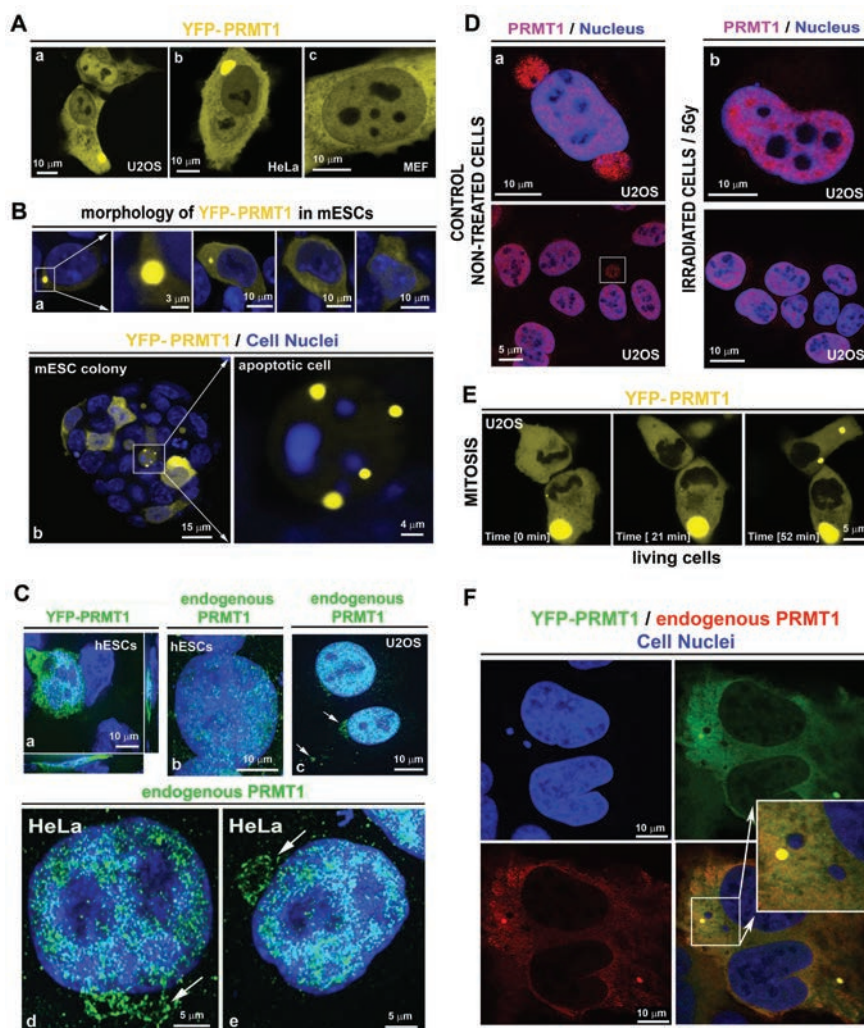 A
YFP-PRMT1
a
10 µm
U2OS
b
10 µm
HeLa
c
10 µm
MEF
B
morphology of YFP-PRMT1 in mESCs
a
3 µm
10 µm
10 µm
10 µm
YFP-PRMT1 / Cell Nuclei
mESC colony
b
15 µm
apoptotic cell
4 µm
C
YFP-PRMT1
hESCs
a
10 µm
endogenous
PRMT1
hESCs
b
10 µm
endogenous
PRMT1
U2OS
c
10 µm
endogenous PRMT1
HeLa
d
5 µm
HeLa
e
5 µm
D
PRMT1 / Nucleus
CONTROL
NON-TREATED CELLS
a
10 µm
U2OS
5 µm
U2OS
PRMT1 / Nucleus
IRRADIATED CELLS / 5Gy
b
10 µm
U2OS
10 µm
U2OS
E
YFP-PRMT1
MITOSIS
U2OS
Time [0 min]
Time [ 21 min]
Time [52 min]
5 µm
living cells
F
YFP-PRMT1 / endogenous PRMT1
Cell Nuclei
10 µm
10 µm